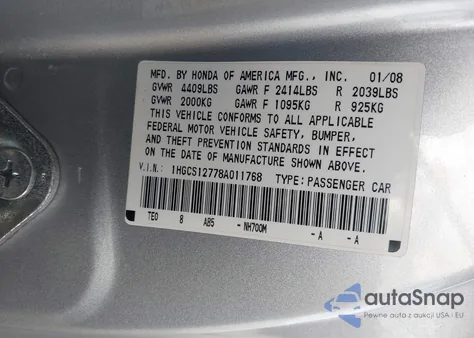 MFD. BY HONDA OF AMERICA MFG., INC. 01/08
GVWR 4409LBS GAWR F 2414LBS R 2039LBS
GVWR 2000KG GAWR F 1095KG R 925KG
THIS VEHICLE CONFORMS TO ALL APPLICABLE
FEDERAL MOTOR VEHICLE SAFETY, BUMPER,
AND THEFT PREVENTION STANDARDS IN EFFECT
ON THE DATE OF MANUFACTURE SHOWN ABOVE.
V.I.N.: 1HGCS12778A011768 TYPE:PASSENGER CAR
TE0 8 AB5 -NH700M -A -A
autoSnap
Pewne auta z USA i EU